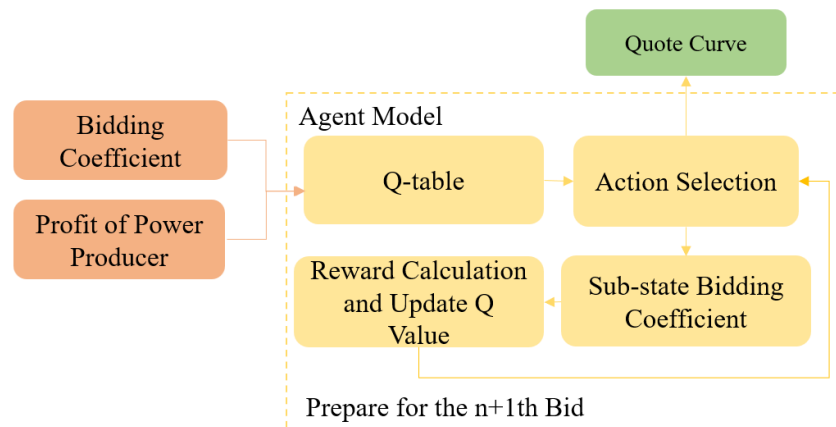 Quote Curve
Agent Model
Bidding
Coefficient
Q-table
Action Selection
Profit of Power
Producer
Reward Calculation
and Update Q
Value
Sub-state Bidding
Coefficient
Prepare for the n+1th Bid